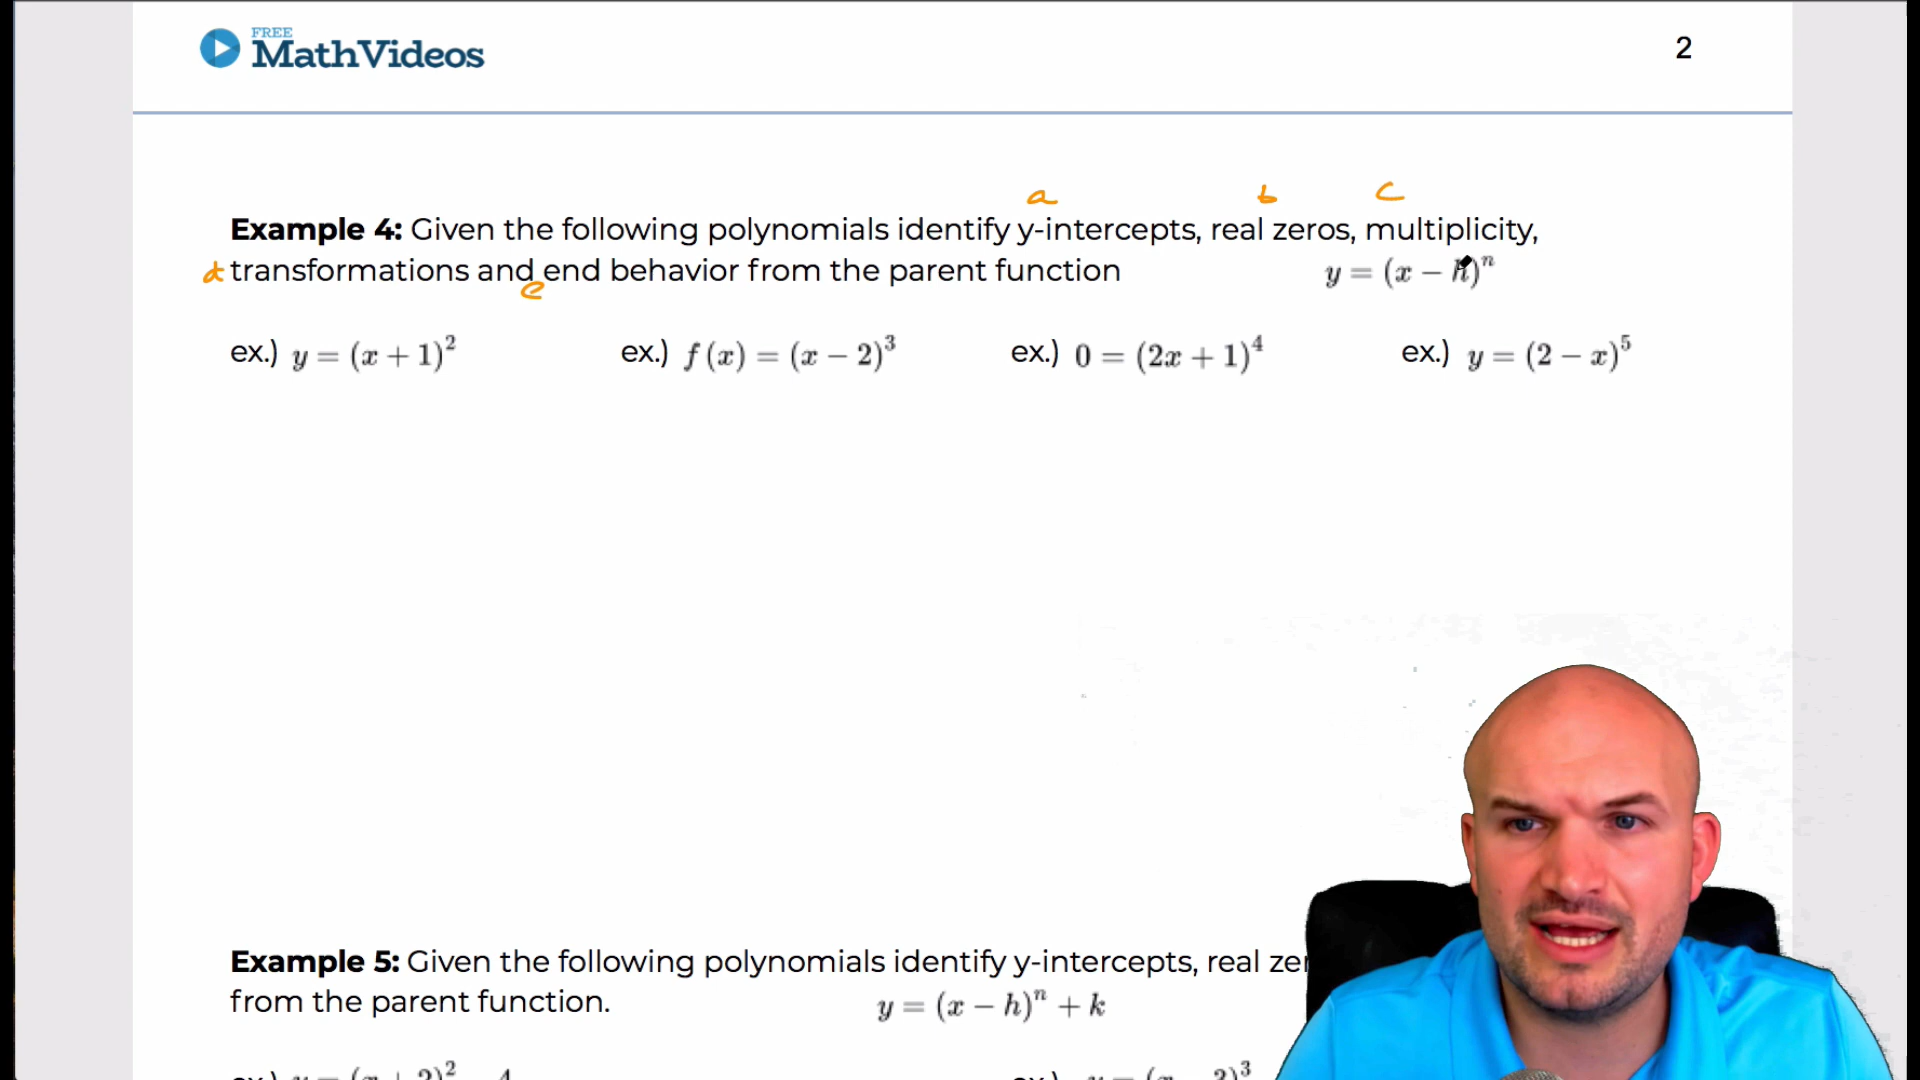 FREE
MathVideos
2
a b c
Example 4: Given the following polynomials identify y-intercepts, real zeros, multiplicity,
d transformations and end behavior from the parent function y = (x − h)ⁿ
e
ex.) y = (x + 1)² ex.) f (x) = (x − 2)³ ex.) 0 = (2x + 1)⁴ ex.) y = (2 − x)⁵
Example 5: Given the following polynomials identify y-intercepts, real
from the parent function. y = (x − h)ⁿ + k